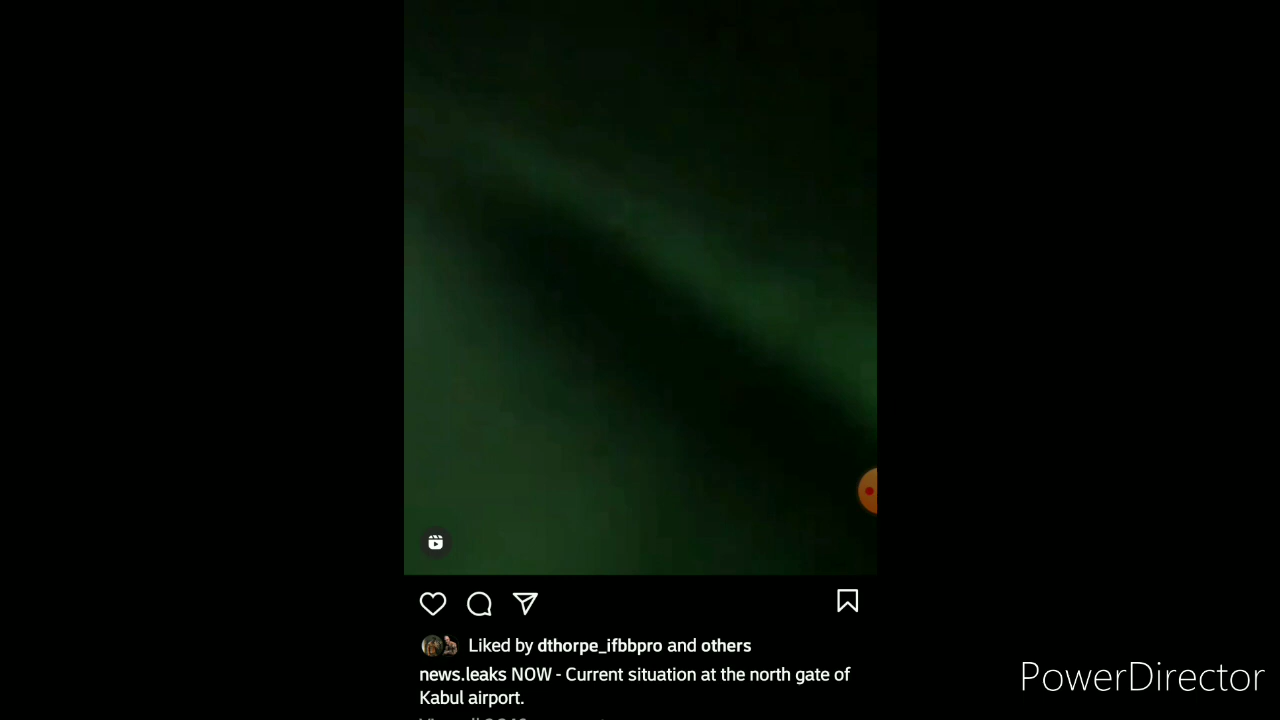 Liked by dthorpe_ifbbpro and others
news.leaks NOW - Current situation at the north gate of
Kabul airport.
PowerDirector